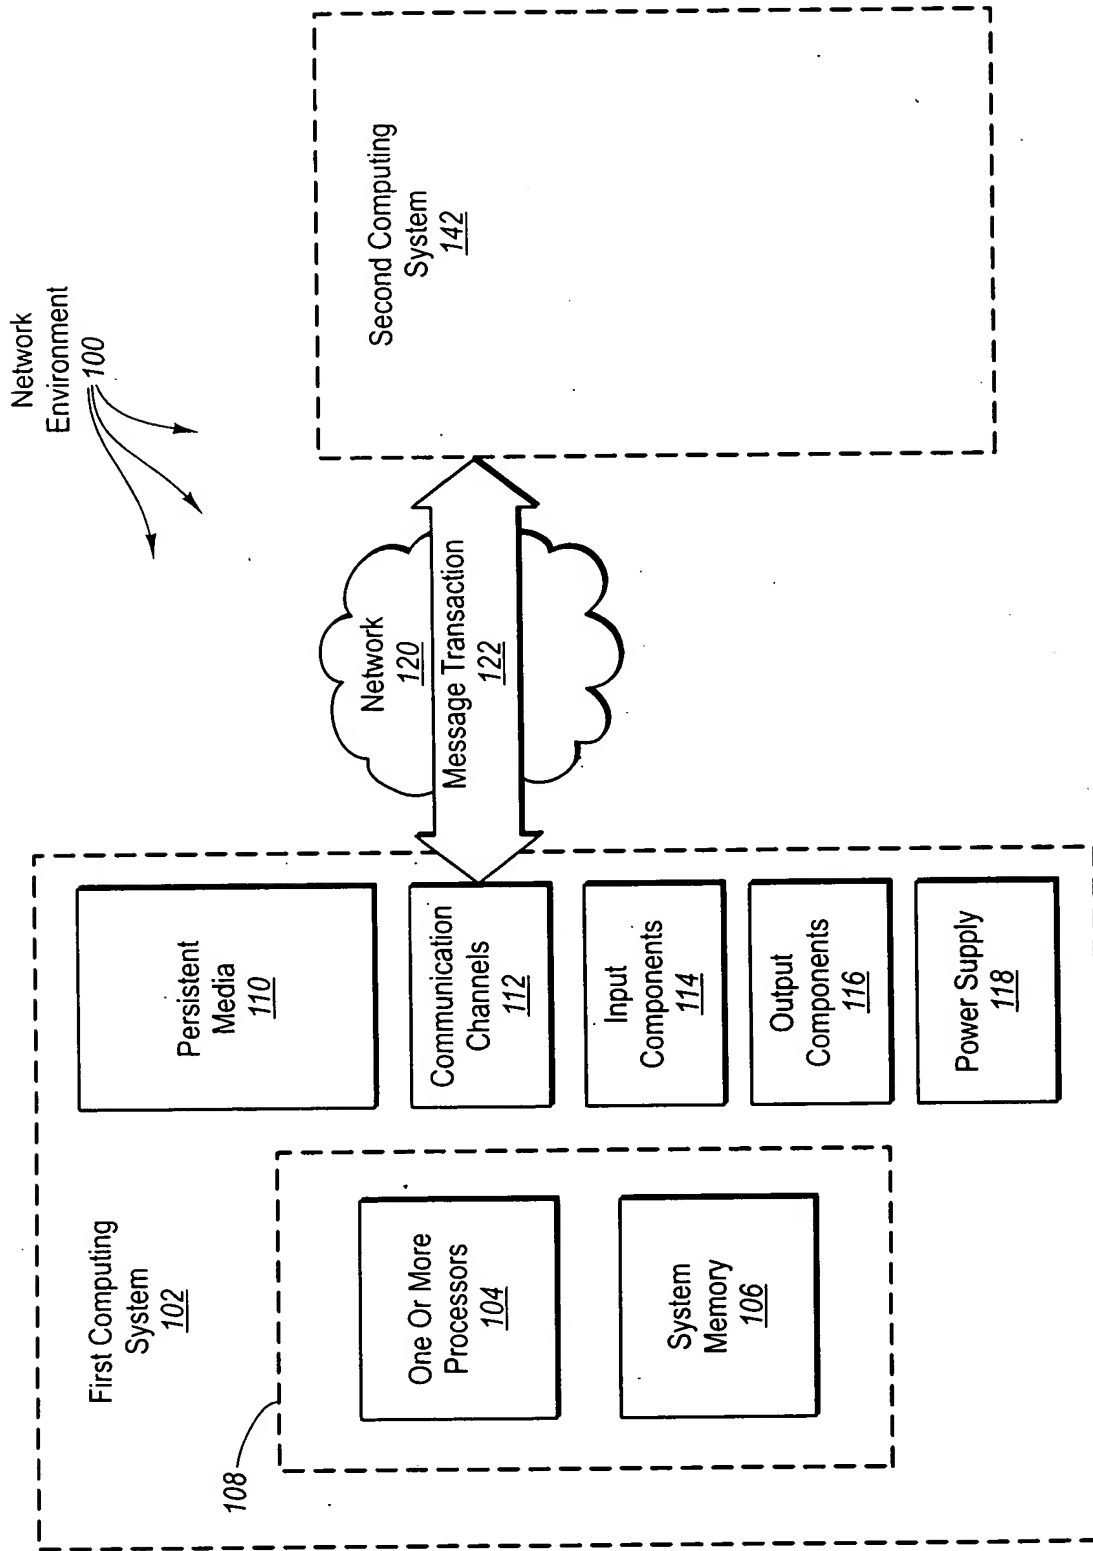 Network
Environment
100
First Computing
System
102
108
One Or More
Processors
104
System
Memory
106
Persistent
Media
110
Communication
Channels
112
Input
Components
114
Output
Components
116
Power Supply
118
Network
120
Message Transaction
122
Second Computing
System
142